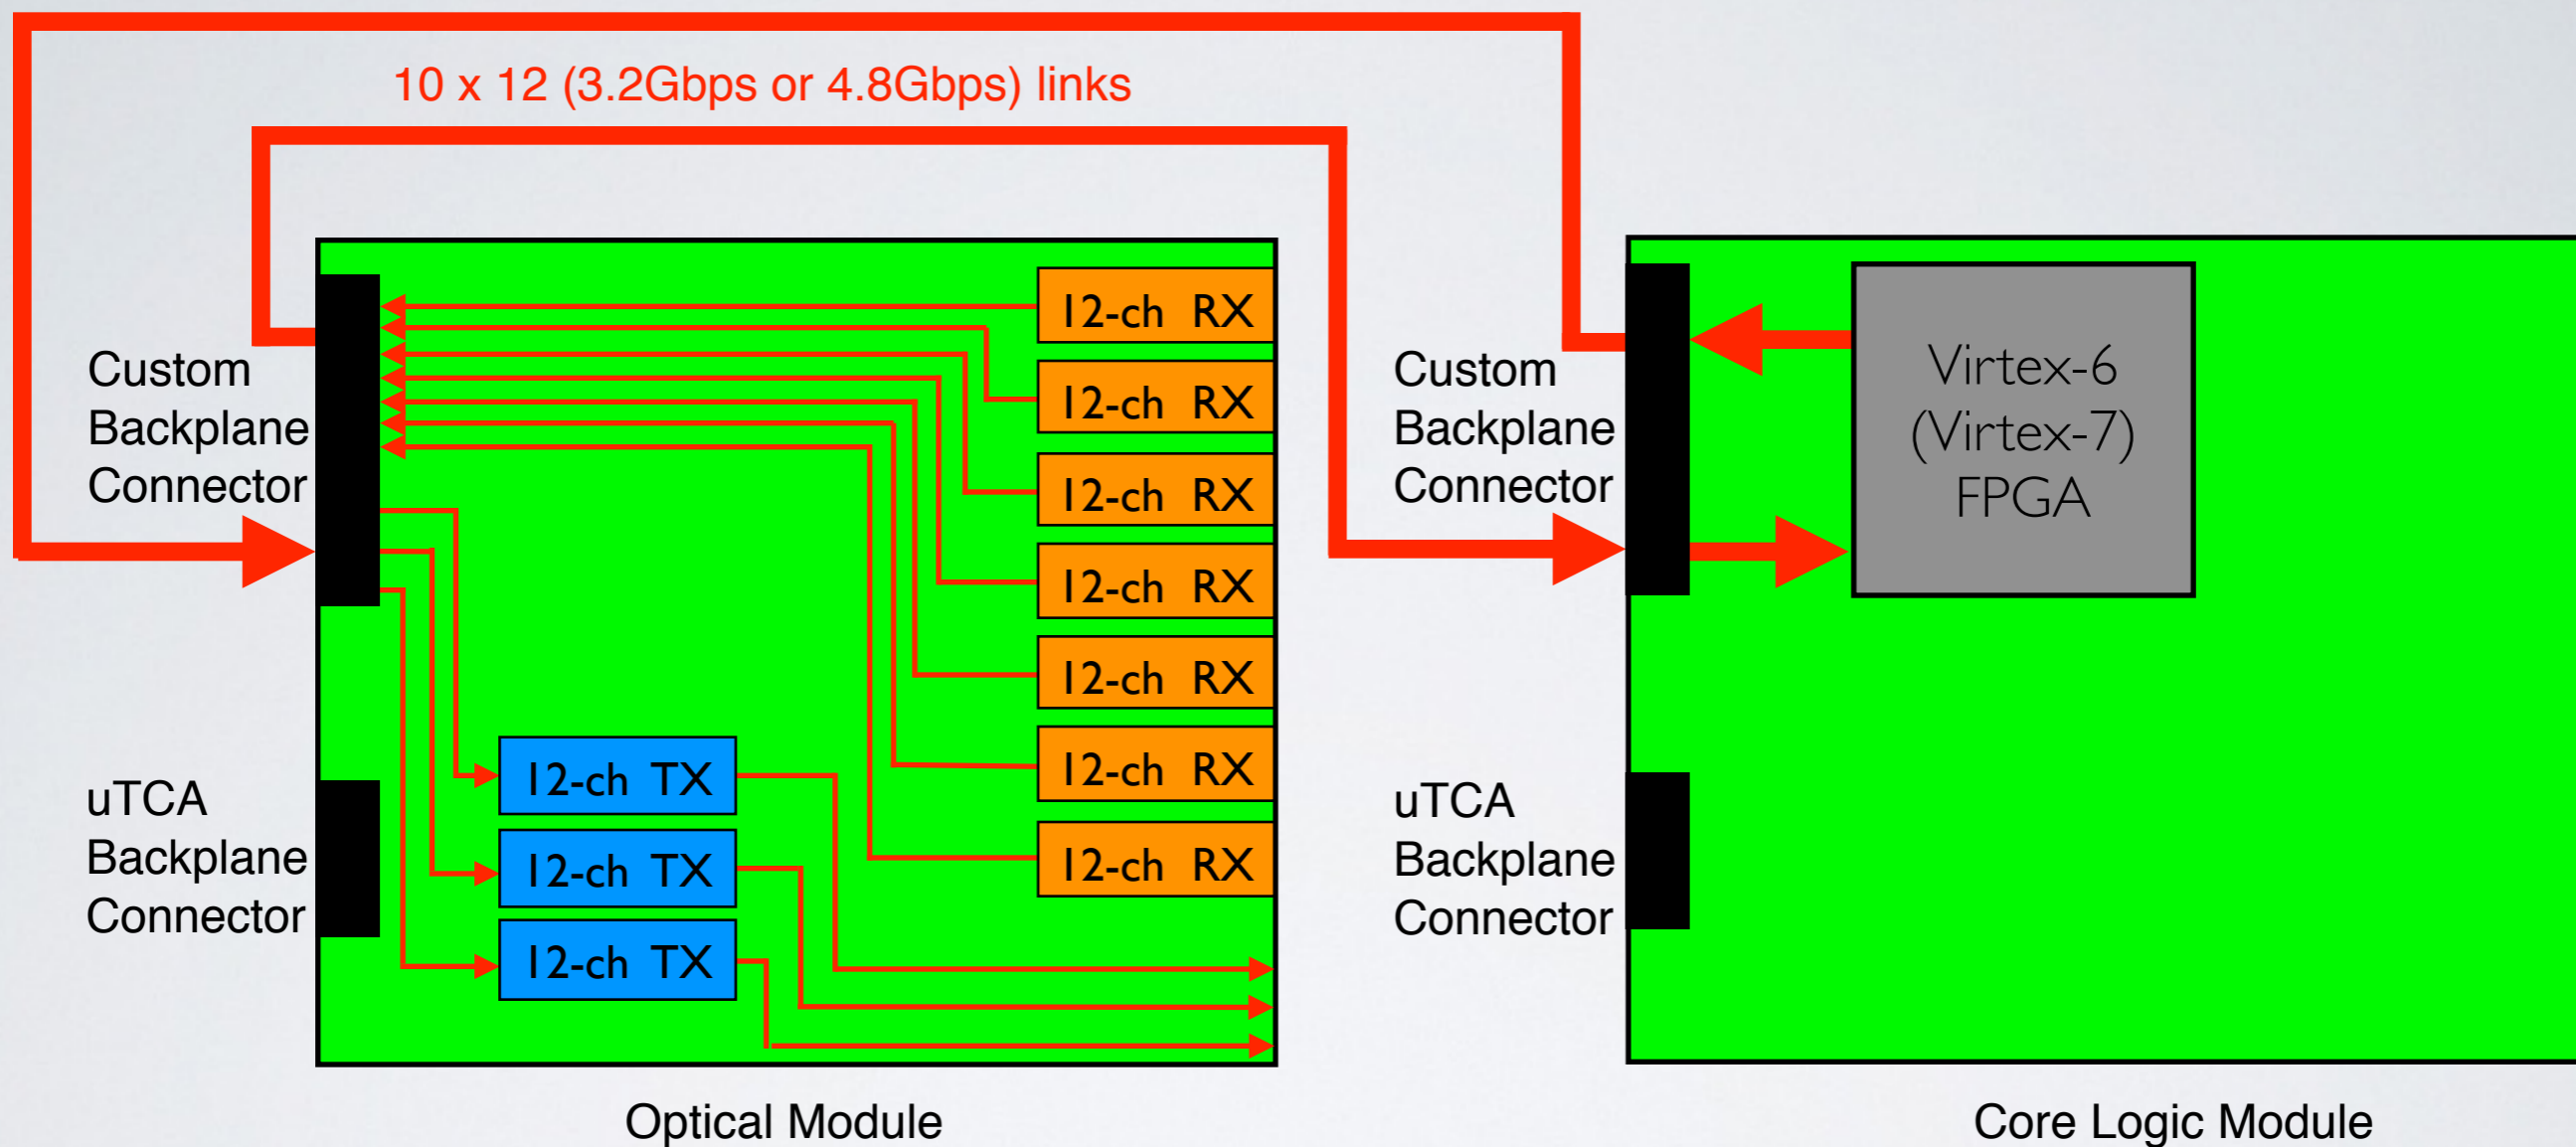 10 x 12 (3.2Gbps or 4.8Gbps) links
Custom
Backplane
Connector
uTCA
Backplane
Connector
12-ch RX
12-ch RX
12-ch RX
12-ch RX
12-ch RX
12-ch RX
12-ch RX
12-ch TX
12-ch TX
12-ch TX
Optical Module
Custom
Backplane
Connector
uTCA
Backplane
Connector
Virtex-6
(Virtex-7)
FPGA
Core Logic Module